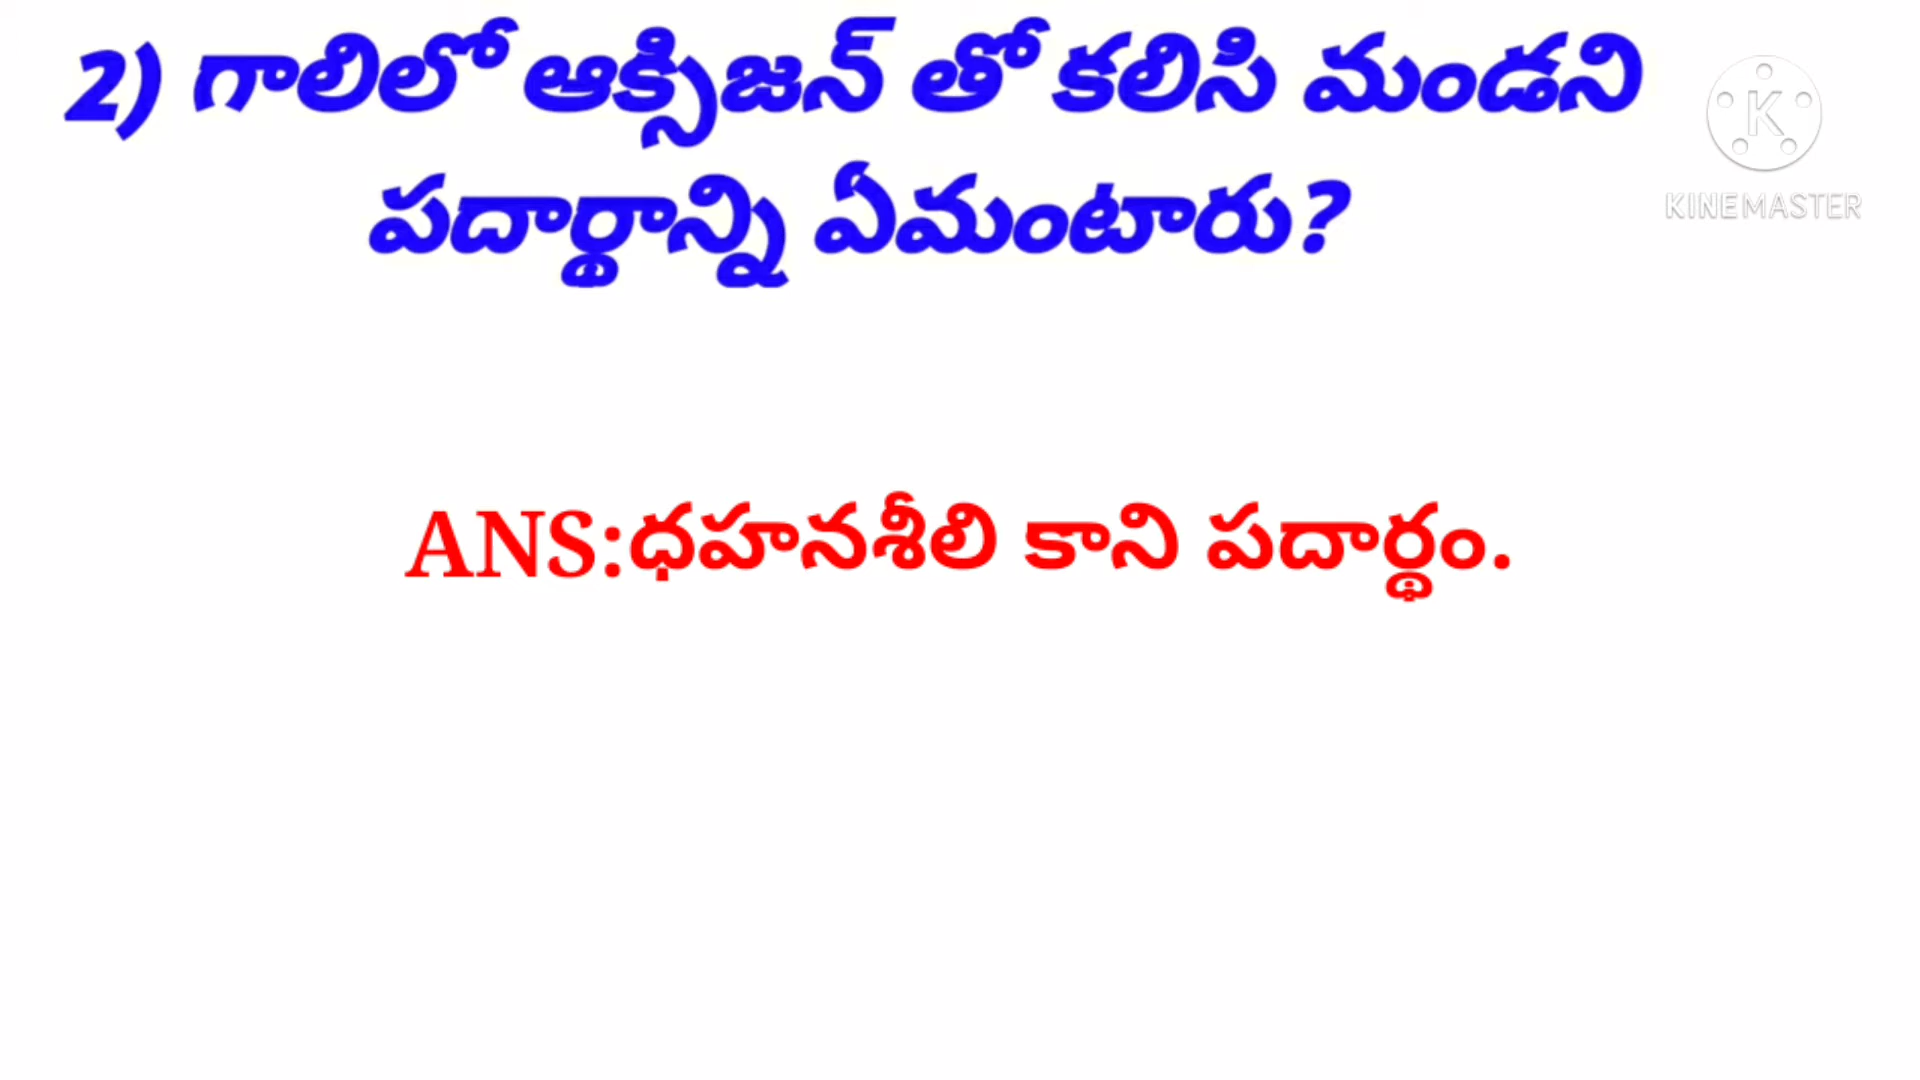 2) గాలిలో ఆక్సిజన్ తో కలిసి మండని
పదార్థాన్ని ఏమంటారు?
K
KINEMASTER
ANS:ధహనశీలి కాని పదార్థం.